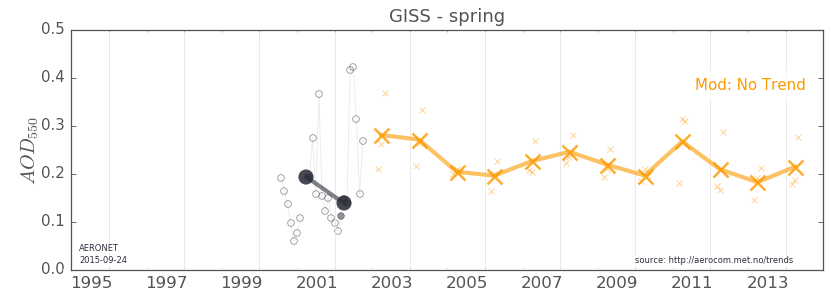 GISS - spring
0.5
0.4
0.3
0.2
0.1
0.0
AOD550
Mod: No Trend
AERONET
2015-09-24
source: http://aerocom.met.no/trends
1995 1997 1999 2001 2003 2005 2007 2009 2011 2013